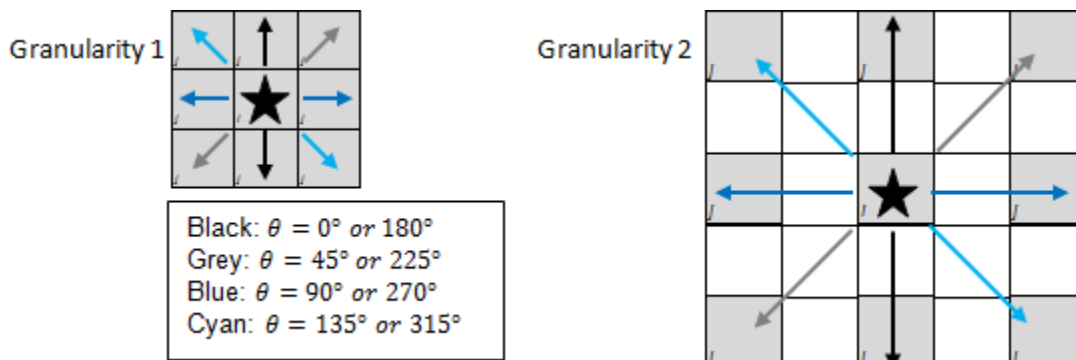 Granularity 1
Granularity 2
Black: θ = 0° or 180°
Grey: θ = 45° or 225°
Blue: θ = 90° or 270°
Cyan: θ = 135° or 315°